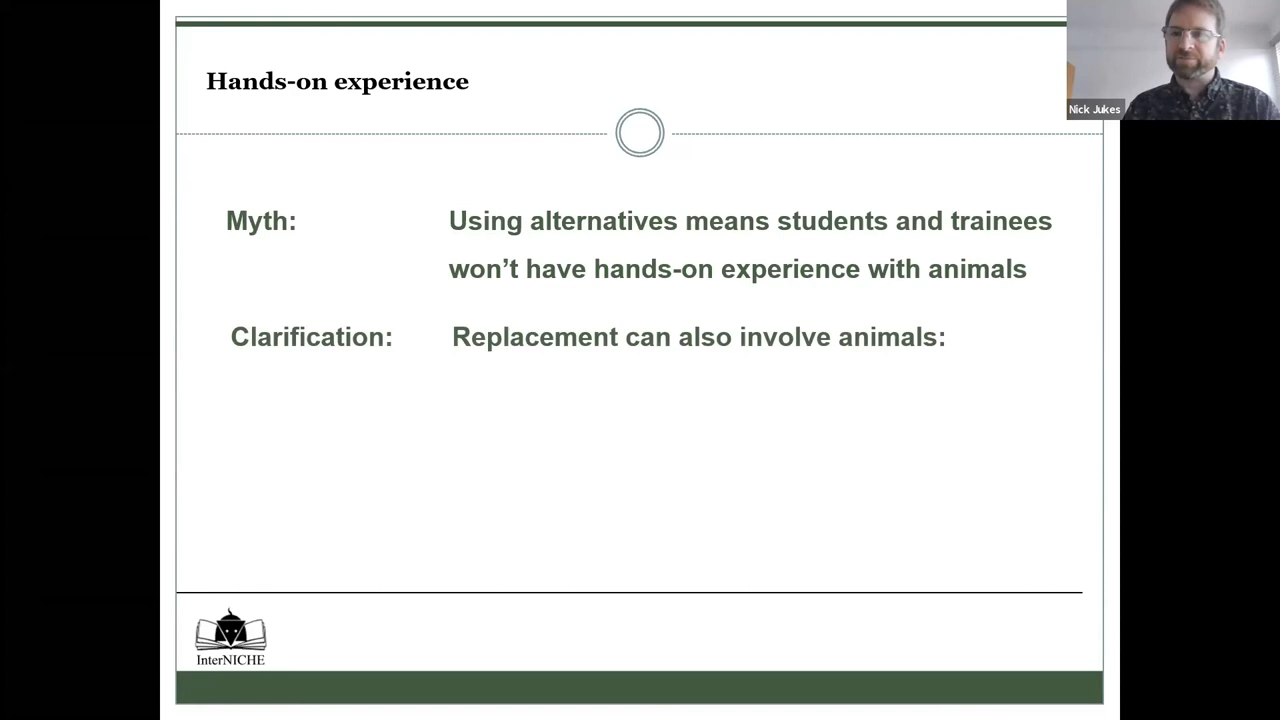 Hands-on experience
Nick Jukes
Myth:
Using alternatives means students and trainees
won’t have hands-on experience with animals
Clarification:
Replacement can also involve animals:
InterNICHE